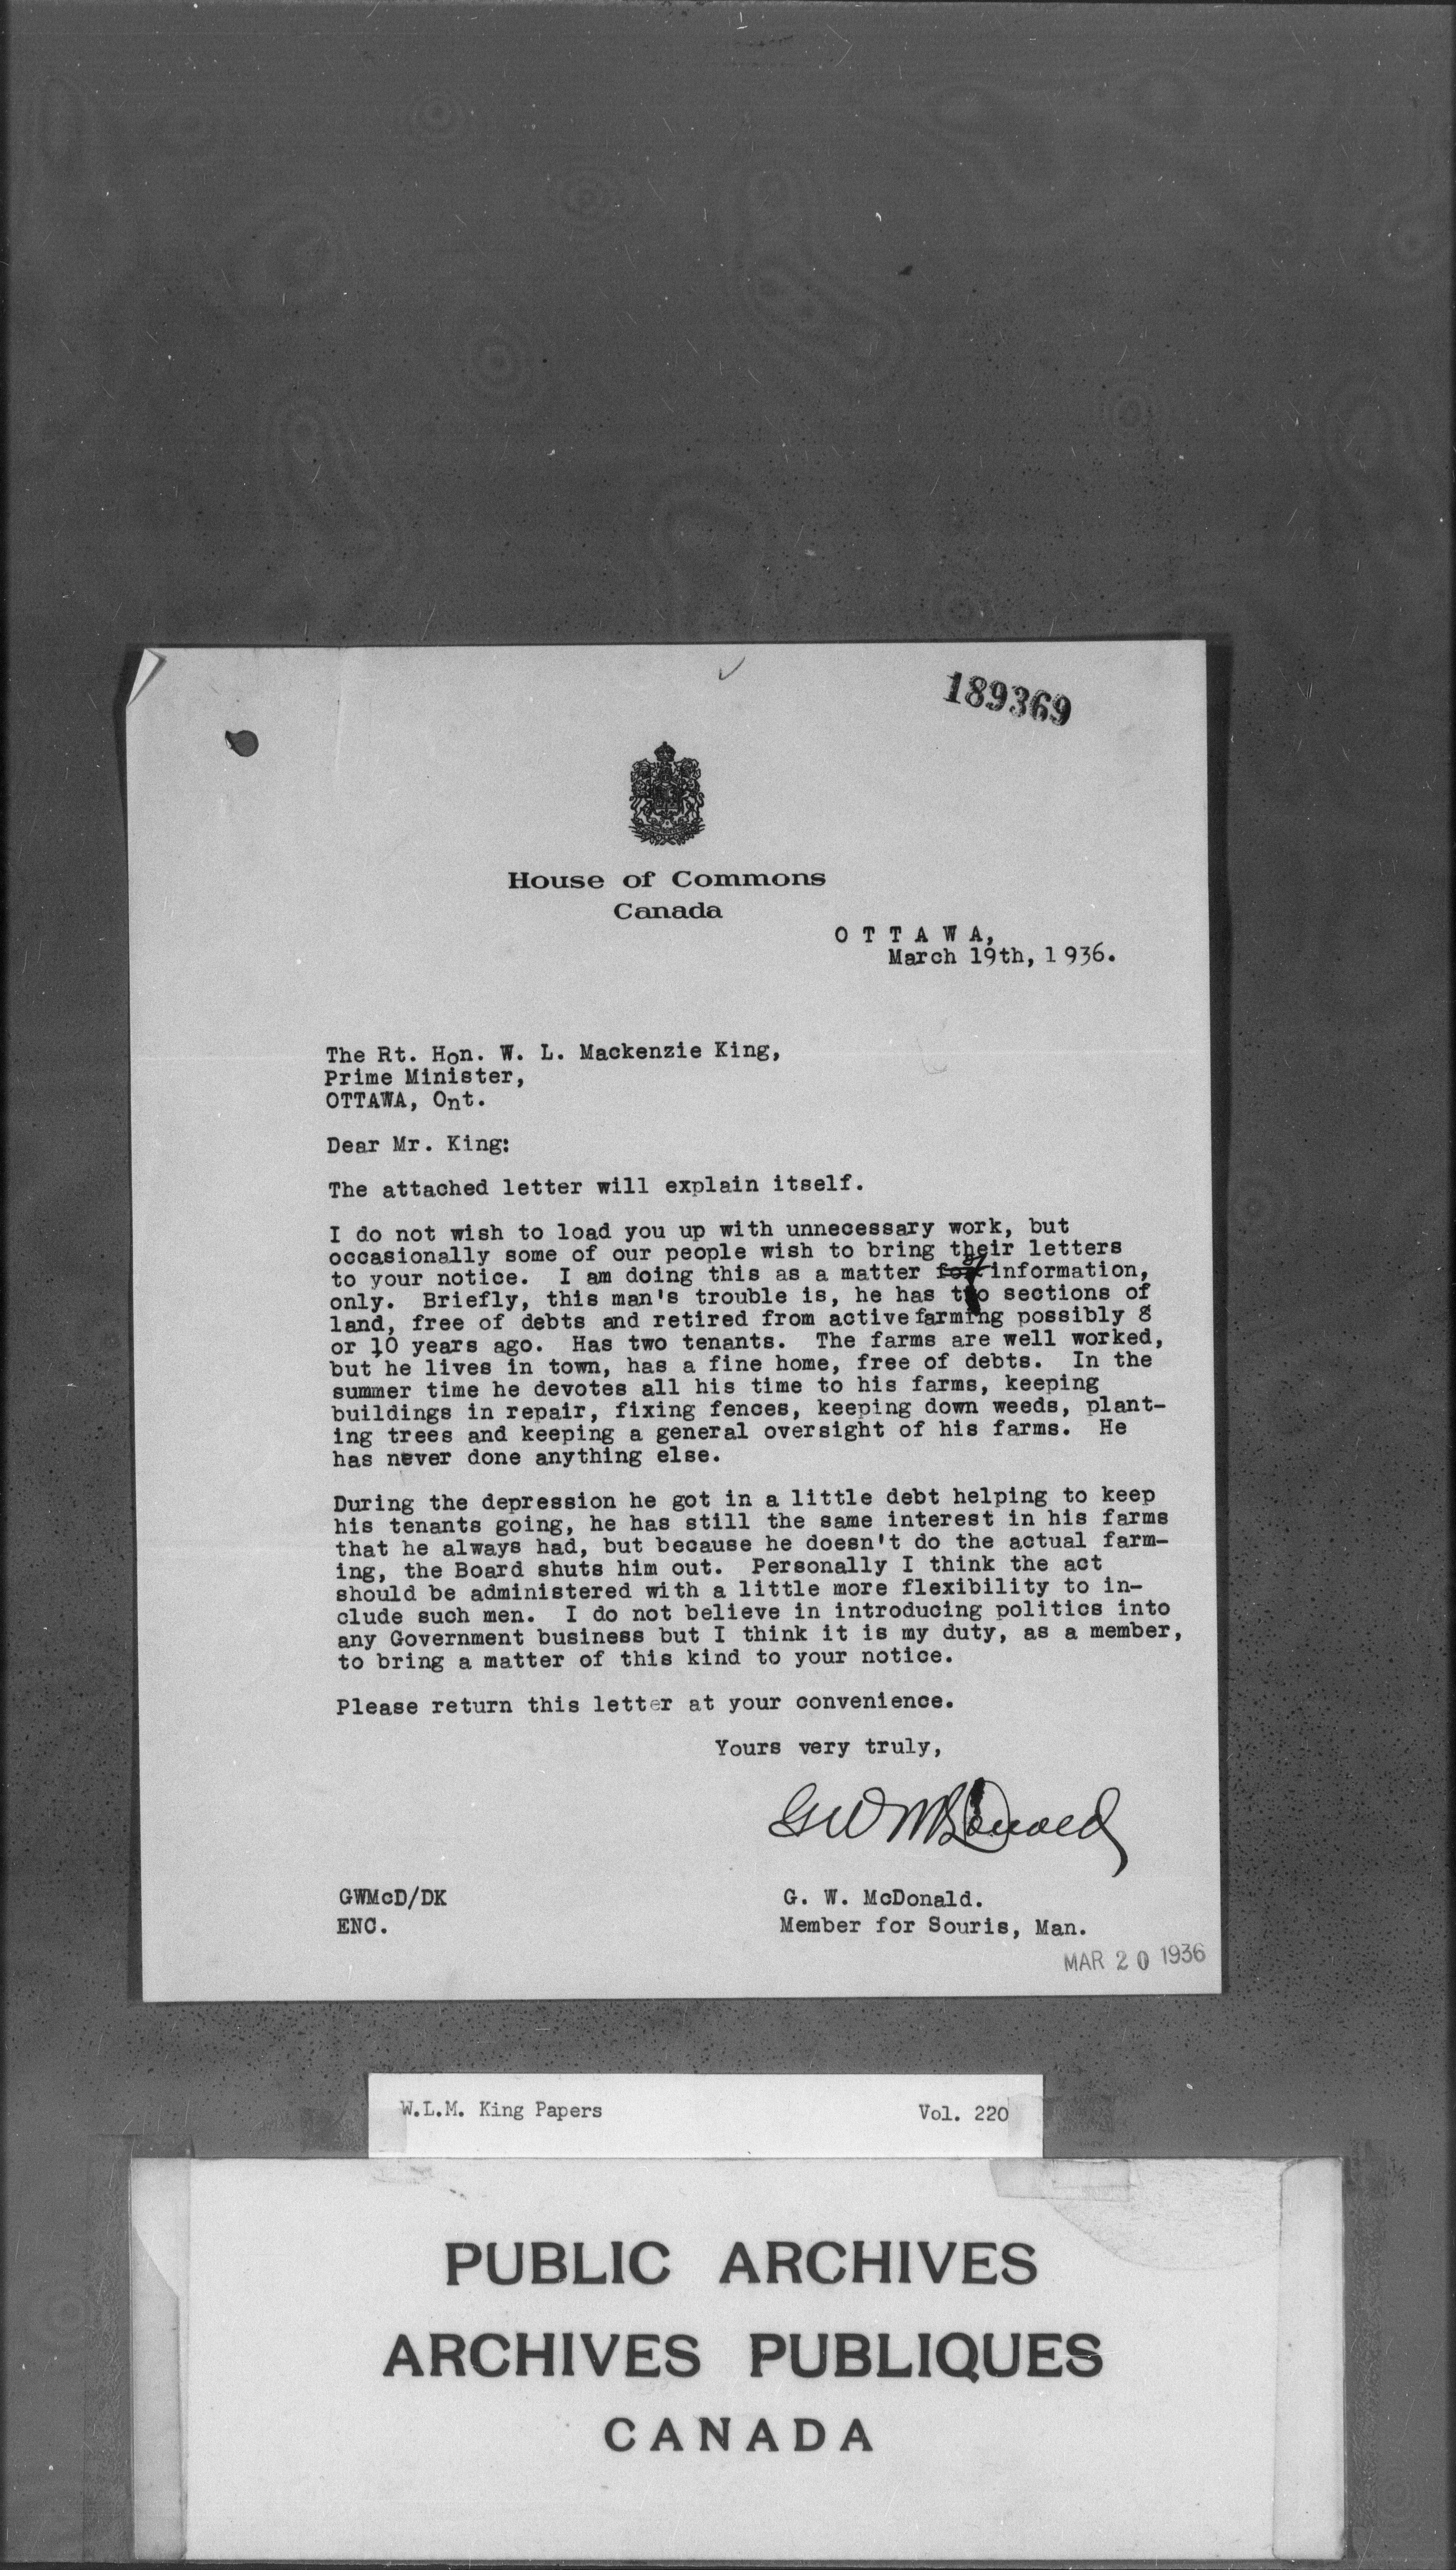 189369
House of Commons
Canada
O T T A W A,
March 19th, 1936.
The Rt. Hon. W. L. Mackenzie King,
Prime Minister,
OTTAWA, Ont.
Dear Mr. King:
The attached letter will explain itself.
I do not wish to load you up with unnecessary work, but
occasionally some of our people wish to bring their letters
to your notice.  I am doing this as a matter of information,
only.  Briefly, this man's trouble is, he has two sections of
land, free of debts and retired from active farming possibly 8
or 10 years ago.  Has two tenants.  The farms are well worked,
but he lives in town, has a fine home, free of debts.  In the
summer time he devotes all his time to his farms, keeping
buildings in repair, fixing fences, keeping down weeds, plant-
ing trees and keeping a general oversight of his farms.  He
has never done anything else.
During the depression he got in a little debt helping to keep
his tenants going, he has still the same interest in his farms
that he always had, but because he doesn't do the actual farm-
ing, the Board shuts him out.  Personally I think the act
should be administered with a little more flexibility to in-
clude such men.  I do not believe in introducing politics into
any Government business but I think it is my duty, as a member,
to bring a matter of this kind to your notice.
Please return this letter at your convenience.
Yours very truly,
GW McDonald
GWMcD/DK
ENC.
G. W. McDonald.
Member for Souris, Man.
MAR 20 1936
W.L.M. King Papers Vol. 220
PUBLIC ARCHIVES
ARCHIVES PUBLIQUES
CANADA